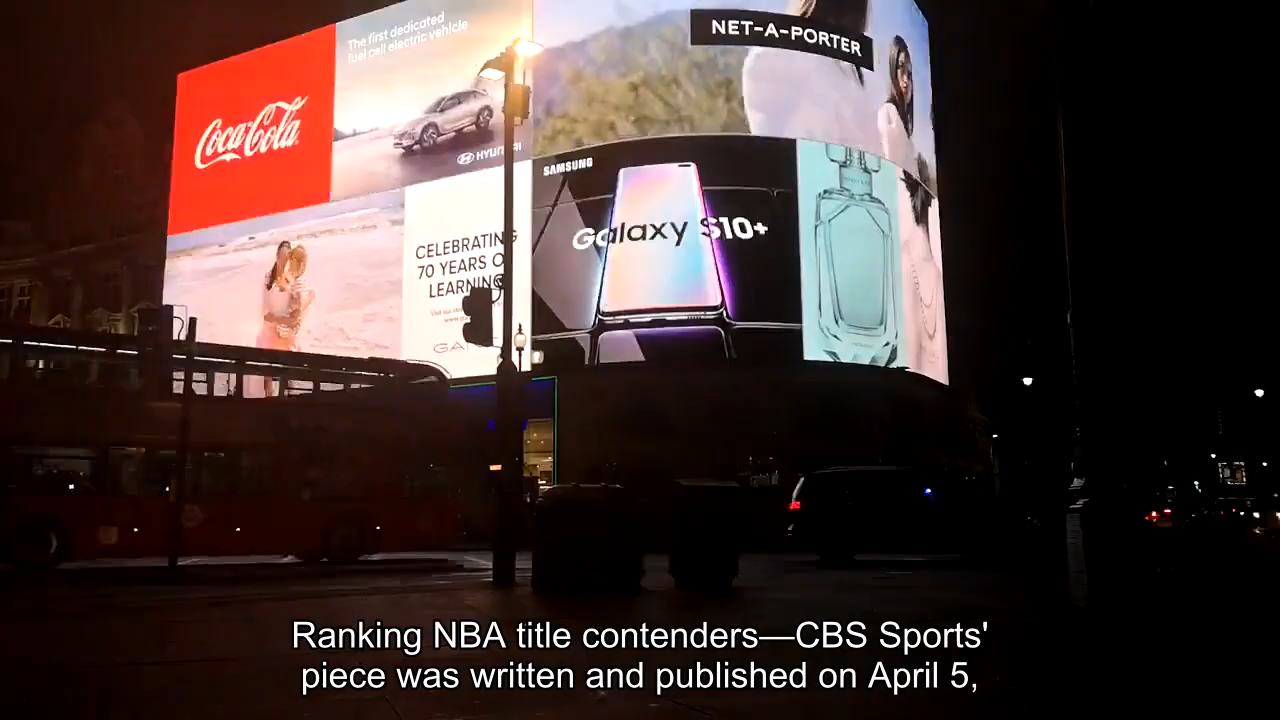 Coca-Cola
The first dedicated
fuel cell electric vehicle
HYUNDAI
NET-A-PORTER
SAMSUNG
Galaxy S10+
CELEBRATING
70 YEARS O
LEARNING
Ranking NBA title contenders—CBS Sports'
piece was written and published on April 5,